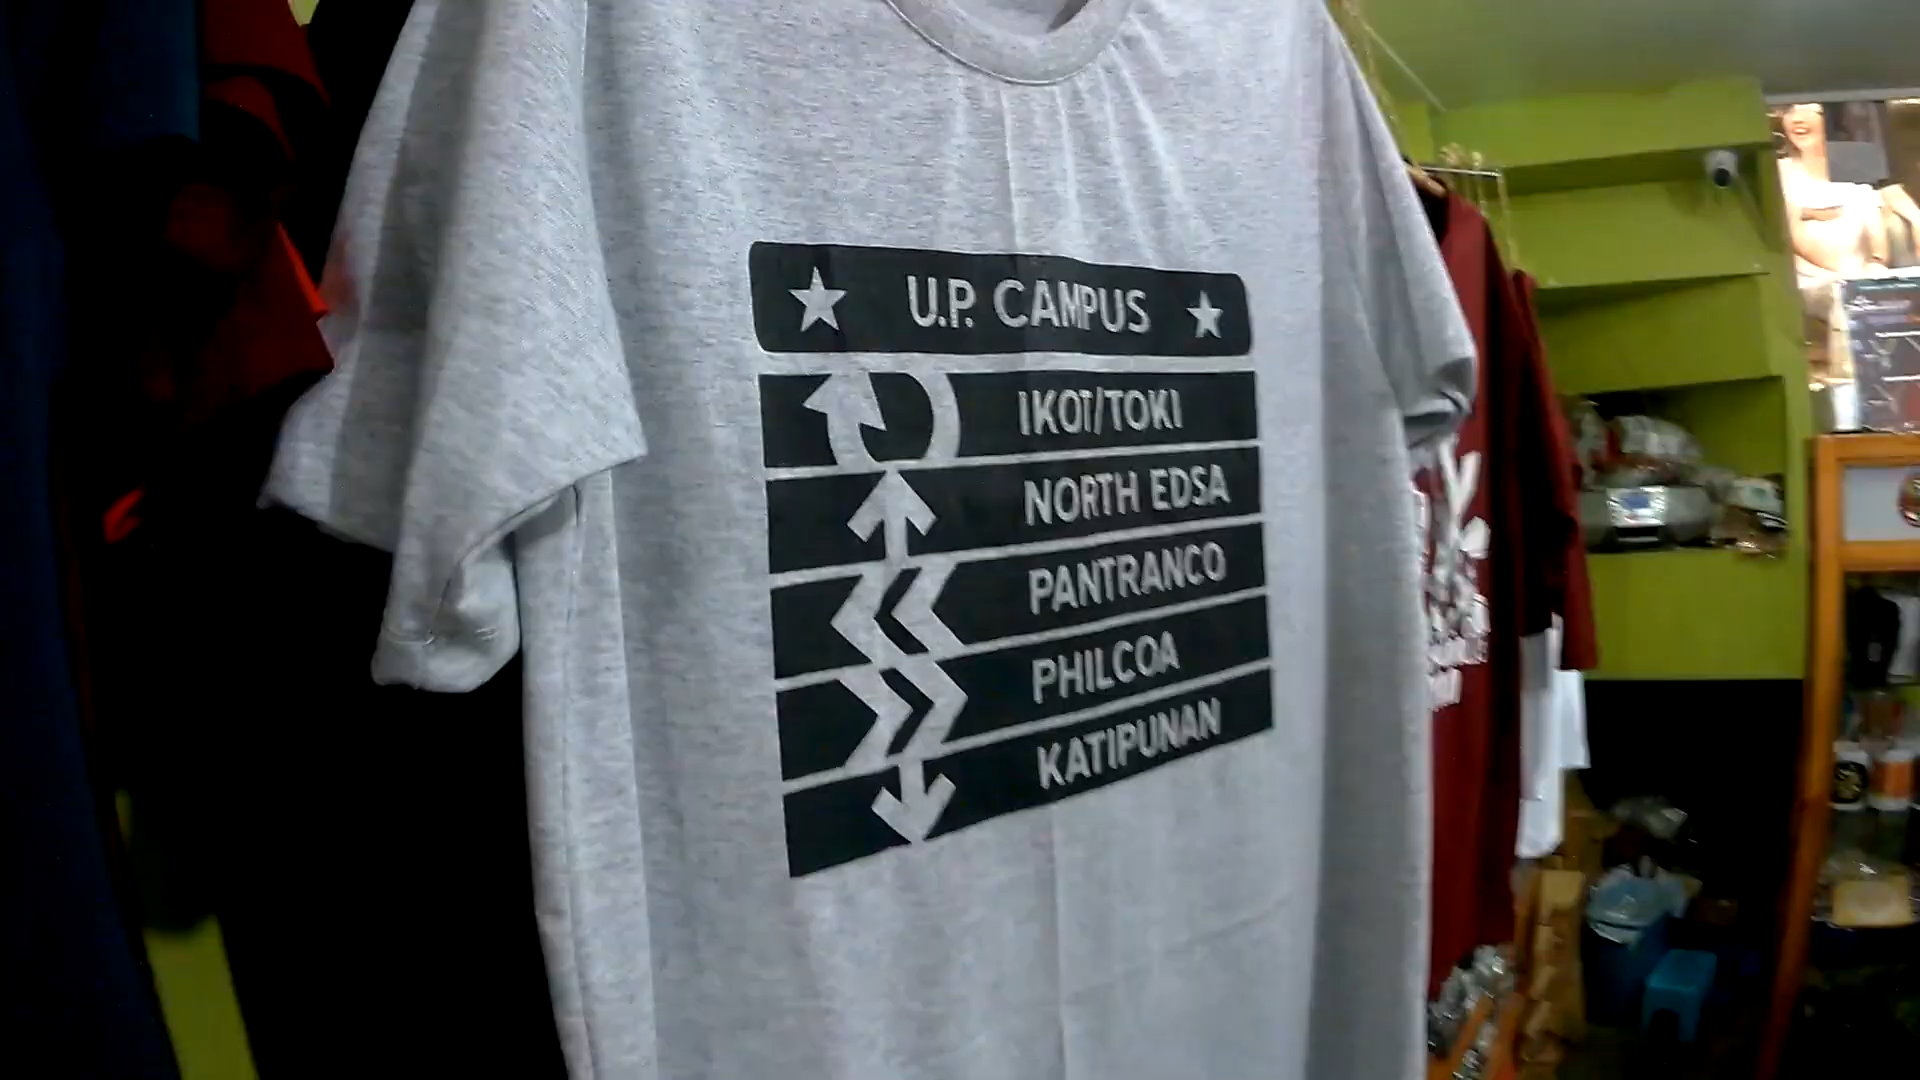 U.P. CAMPUS
IKOT/TOKI
NORTH EDSA
PANTRANCO
PHILCOA
KATIPUNAN